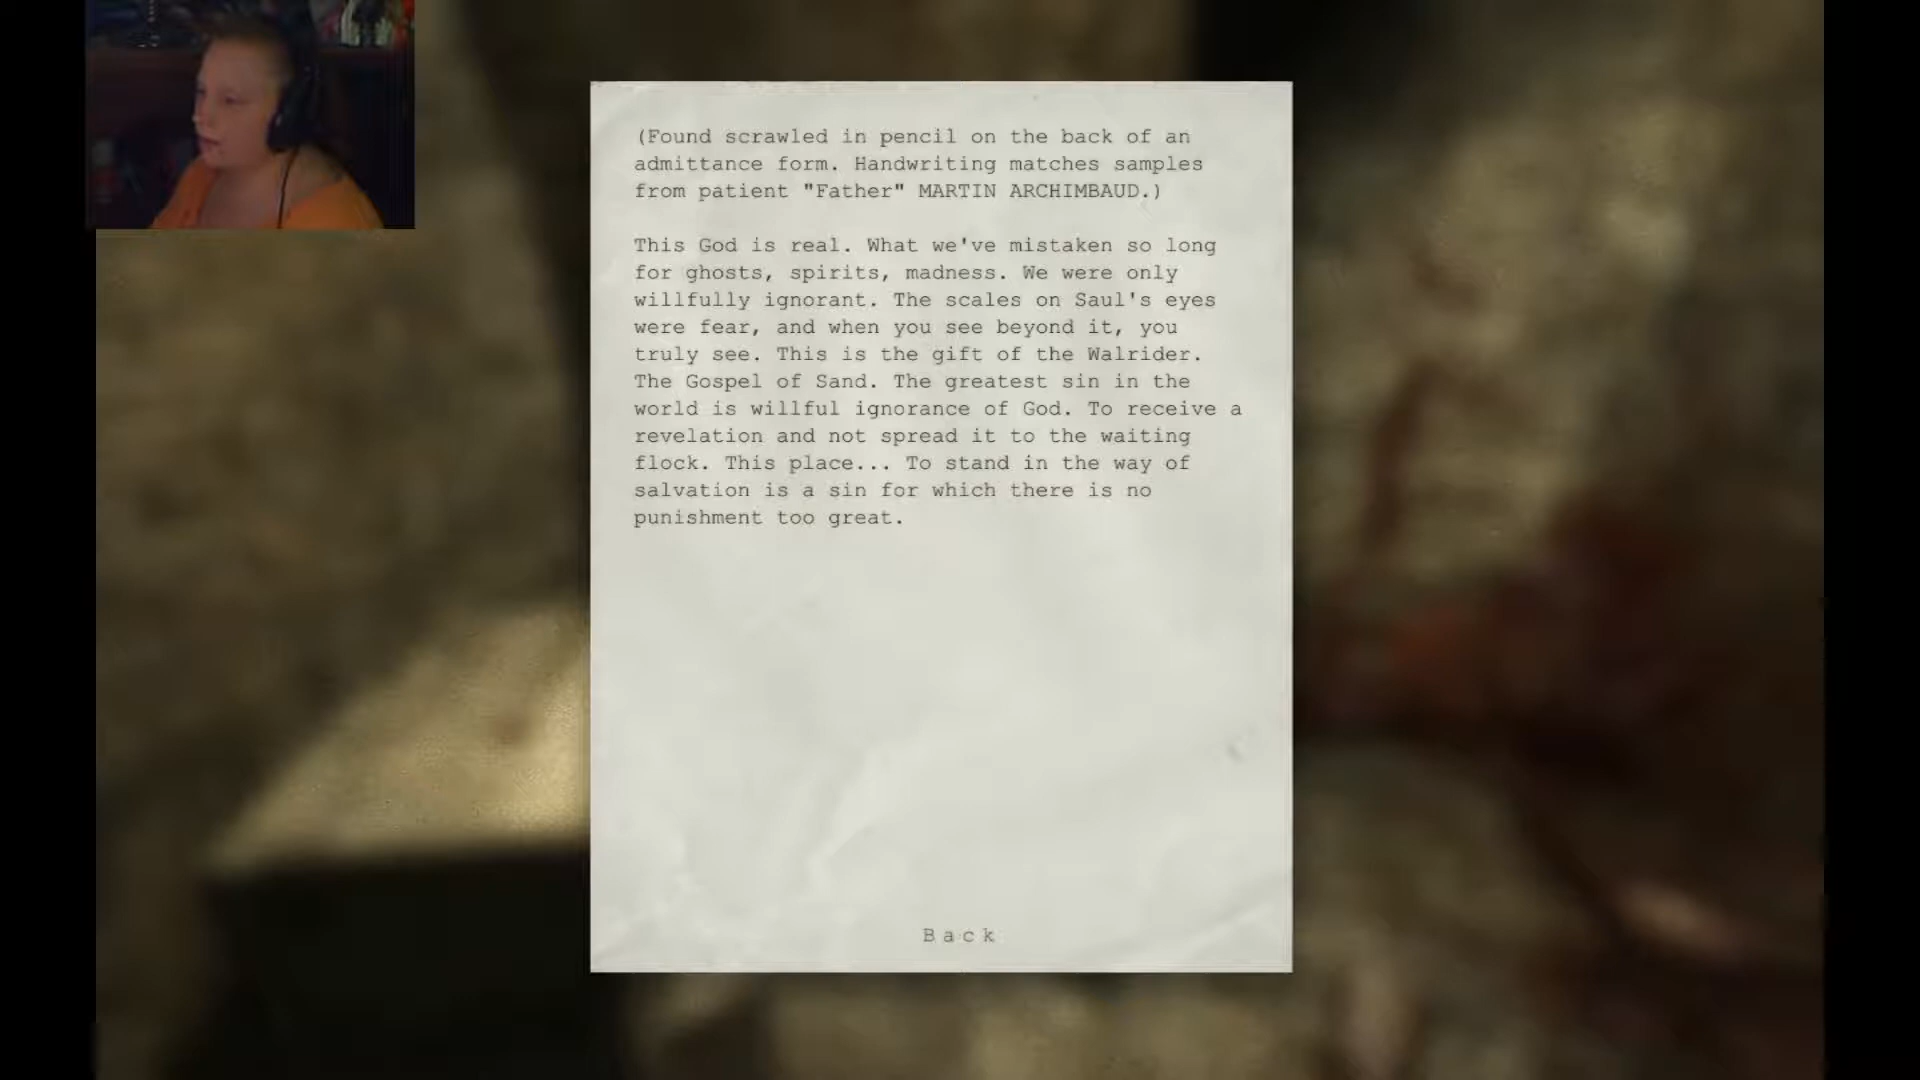 (Found scrawled in pencil on the back of an
admittance form. Handwriting matches samples
from patient "Father" MARTIN ARCHIMBAUD.)
This God is real. What we've mistaken so long
for ghosts, spirits, madness. We were only
willfully ignorant. The scales on Saul's eyes
were fear, and when you see beyond it, you
truly see. This is the gift of the Walrider.
The Gospel of Sand. The greatest sin in the
world is willful ignorance of God. To receive a
revelation and not spread it to the waiting
flock. This place... To stand in the way of
salvation is a sin for which there is no
punishment too great.
Back